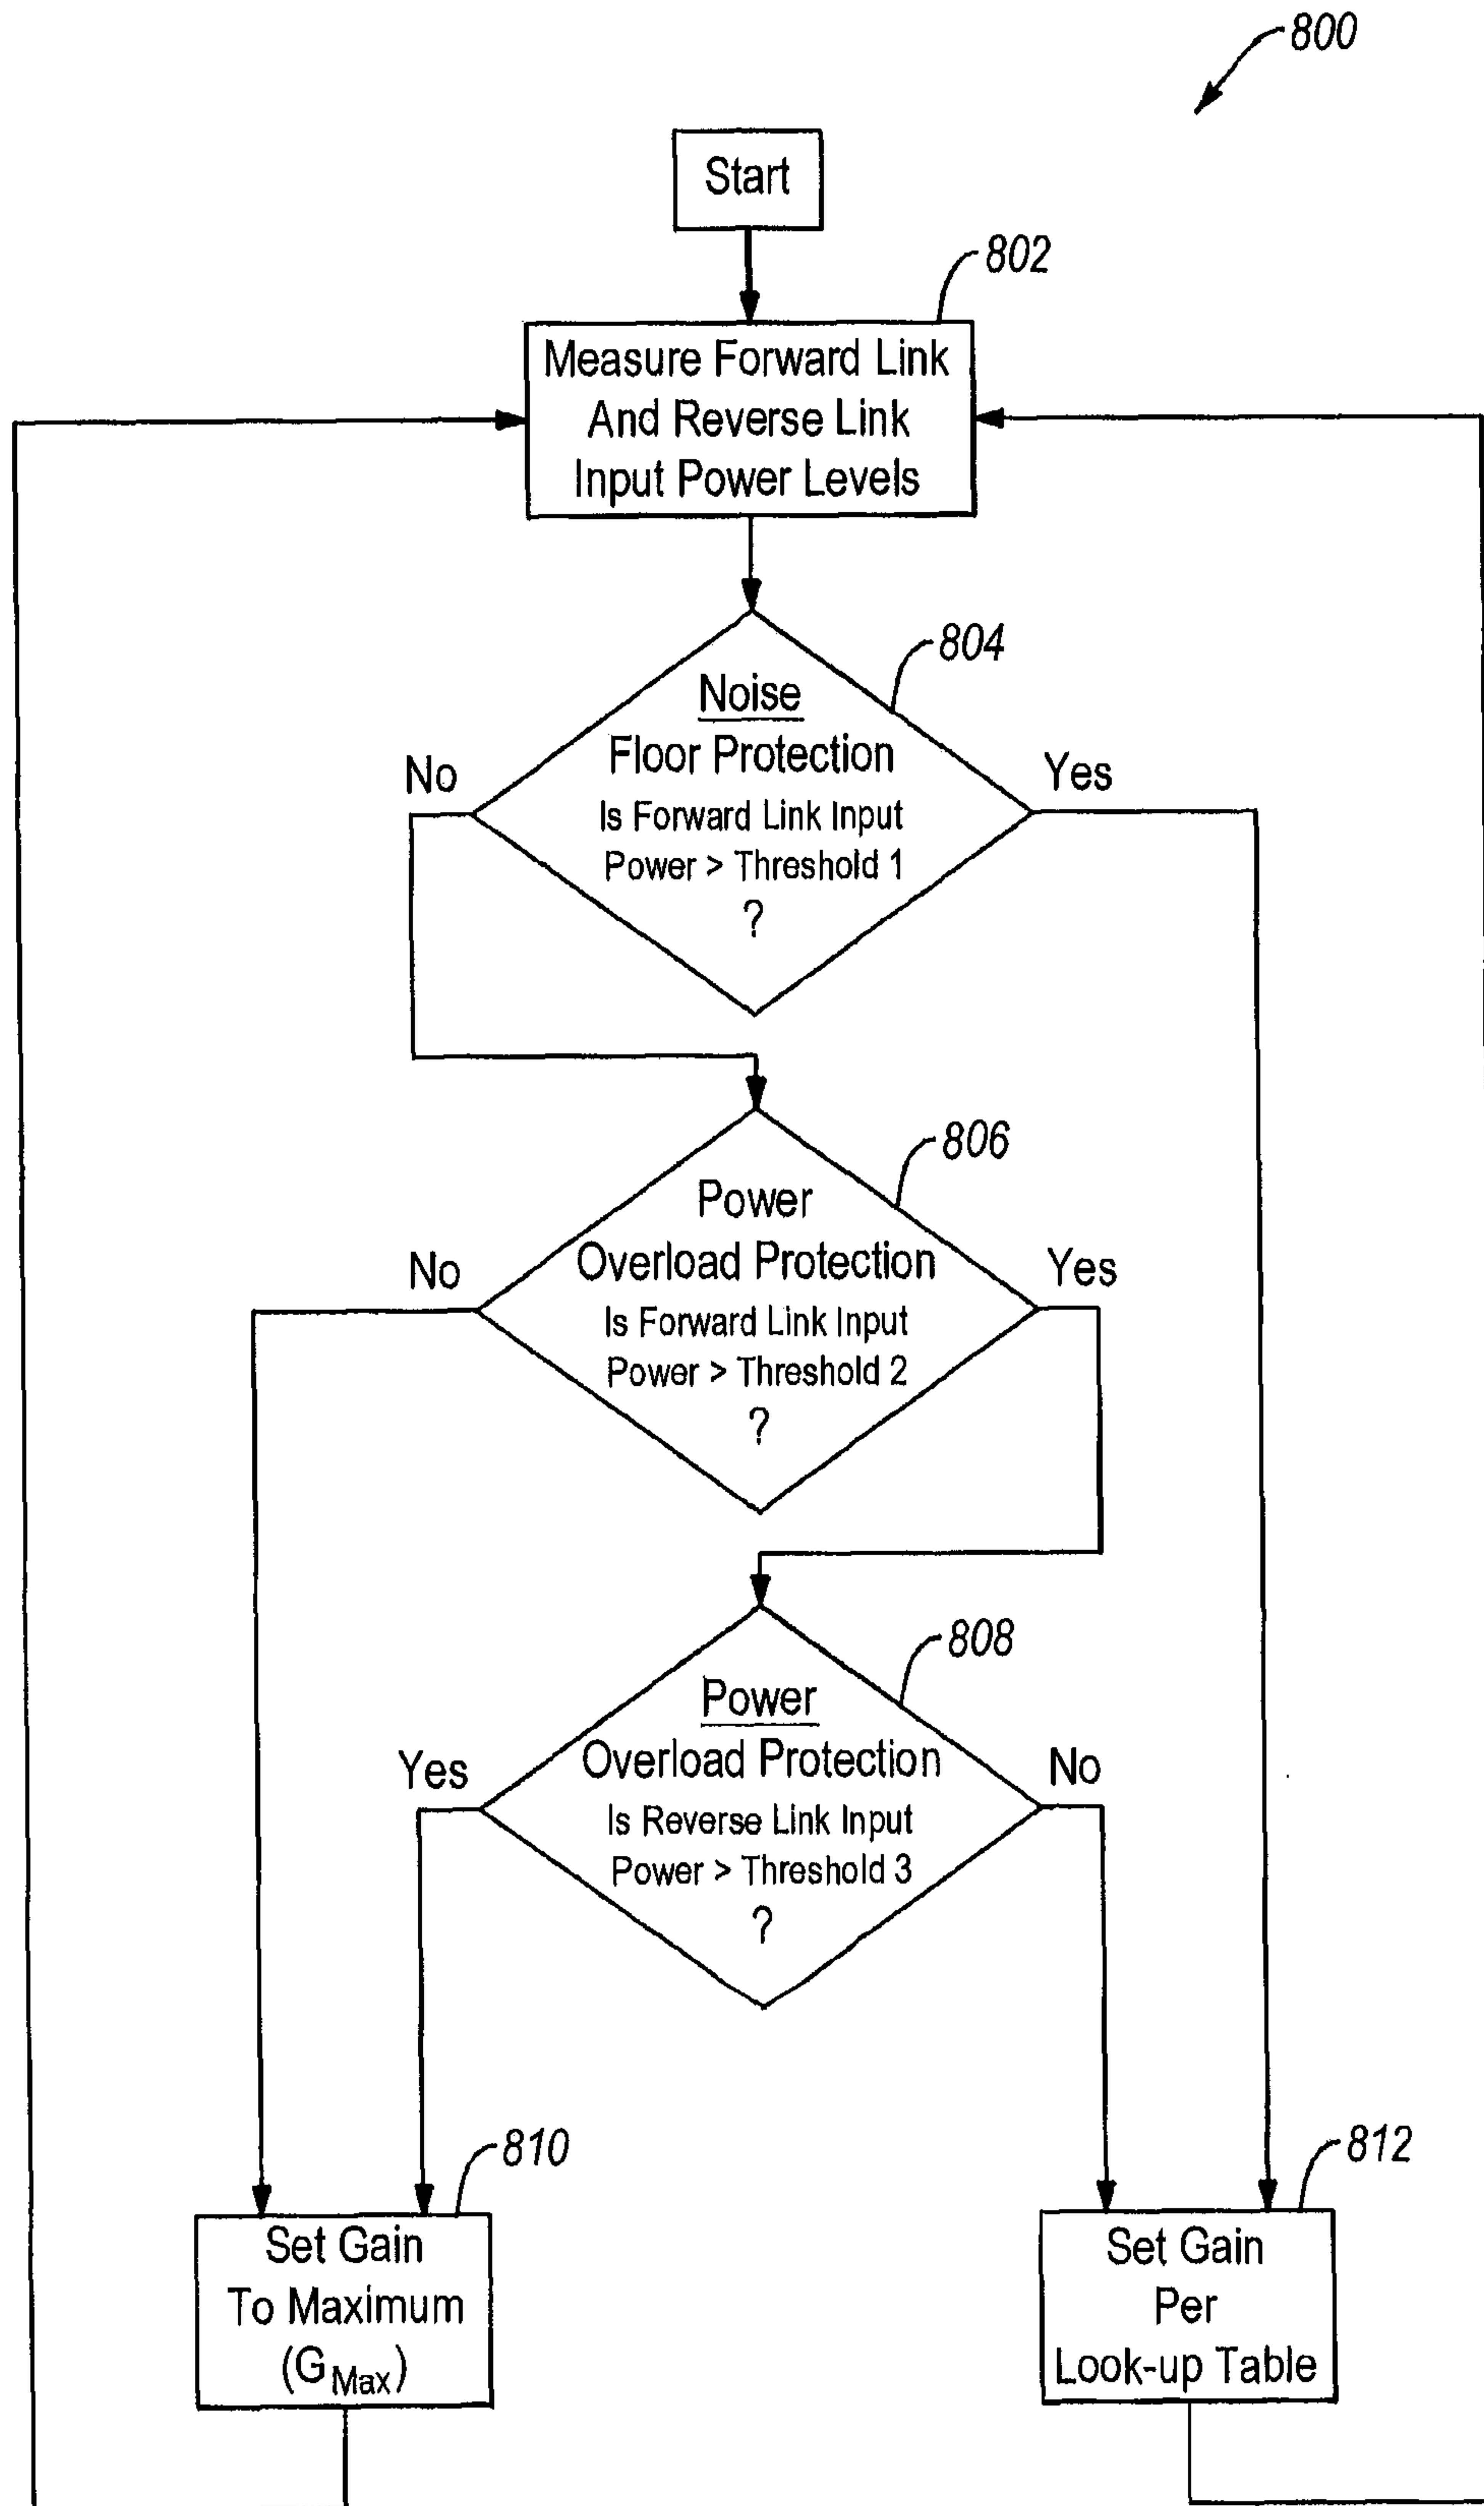 800
Start
802
Measure Forward Link
And Reverse Link
Input Power Levels
804
Noise
Floor Protection
Is Forward Link Input
Power > Threshold 1
?
No
Yes
806
Power
Overload Protection
Is Forward Link Input
Power > Threshold 2
?
No
Yes
808
Power
Overload Protection
Is Reverse Link Input
Power > Threshold 3
?
Yes
No
810
Set Gain
To Maximum
(GMax)
812
Set Gain
Per
Look-up Table